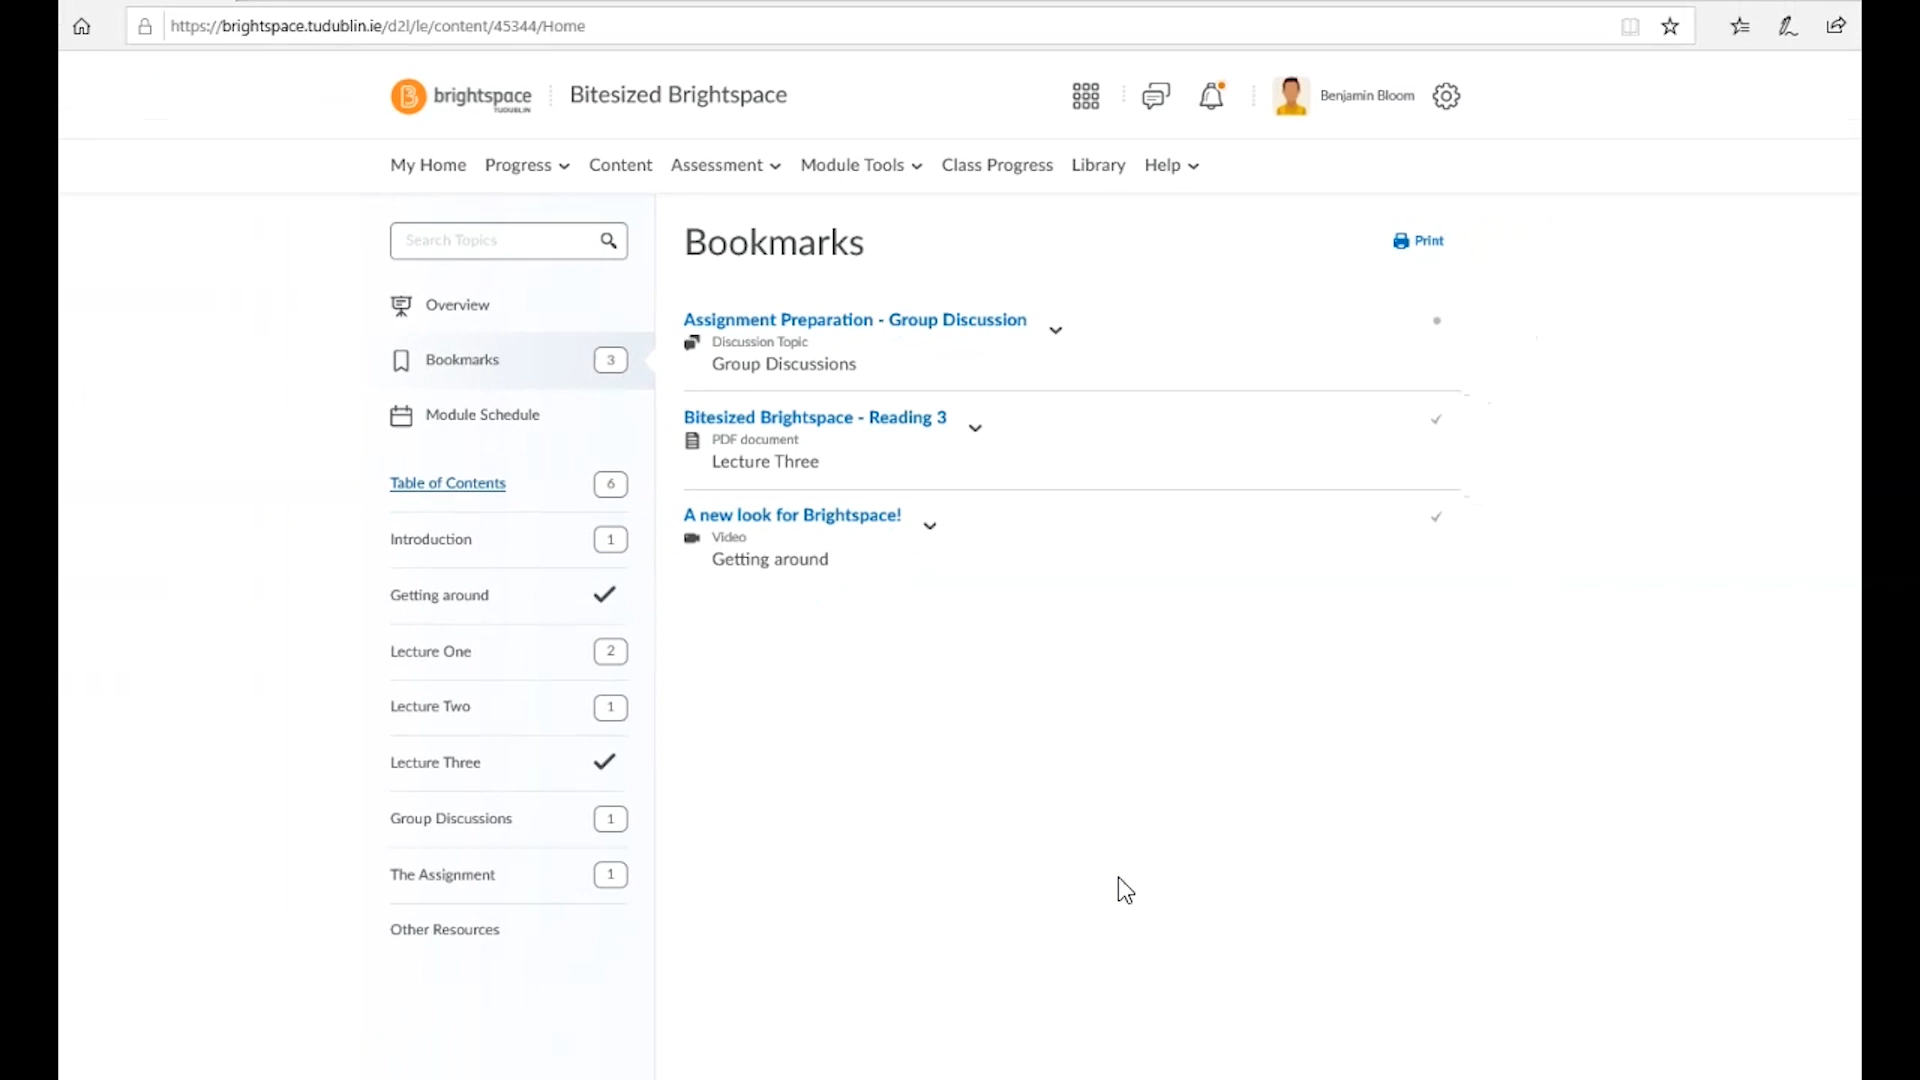 https://brightspace.tudublin.ie/d2l/le/content/45344/Home
brightspace
TU DUBLIN
Bitesized Brightspace
Benjamin Bloom
My Home Progress Content Assessment Module Tools Class Progress Library Help
Search Topics
Overview
Bookmarks 3
Module Schedule
Table of Contents 6
Introduction 1
Getting around
Lecture One 2
Lecture Two 1
Lecture Three
Group Discussions 1
The Assignment 1
Other Resources
Bookmarks
Print
Assignment Preparation - Group Discussion
Discussion Topic
Group Discussions
Bitesized Brightspace - Reading 3
PDF document
Lecture Three
A new look for Brightspace!
Video
Getting around